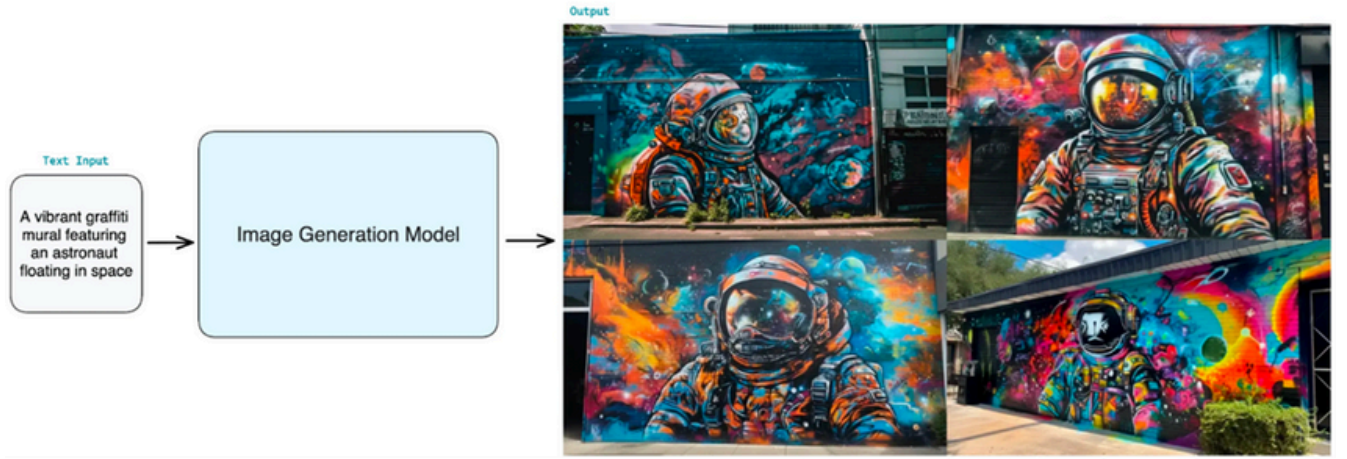 Output
Text Input
A vibrant graffiti
mural featuring
an astronaut
floating in space
Image Generation Model